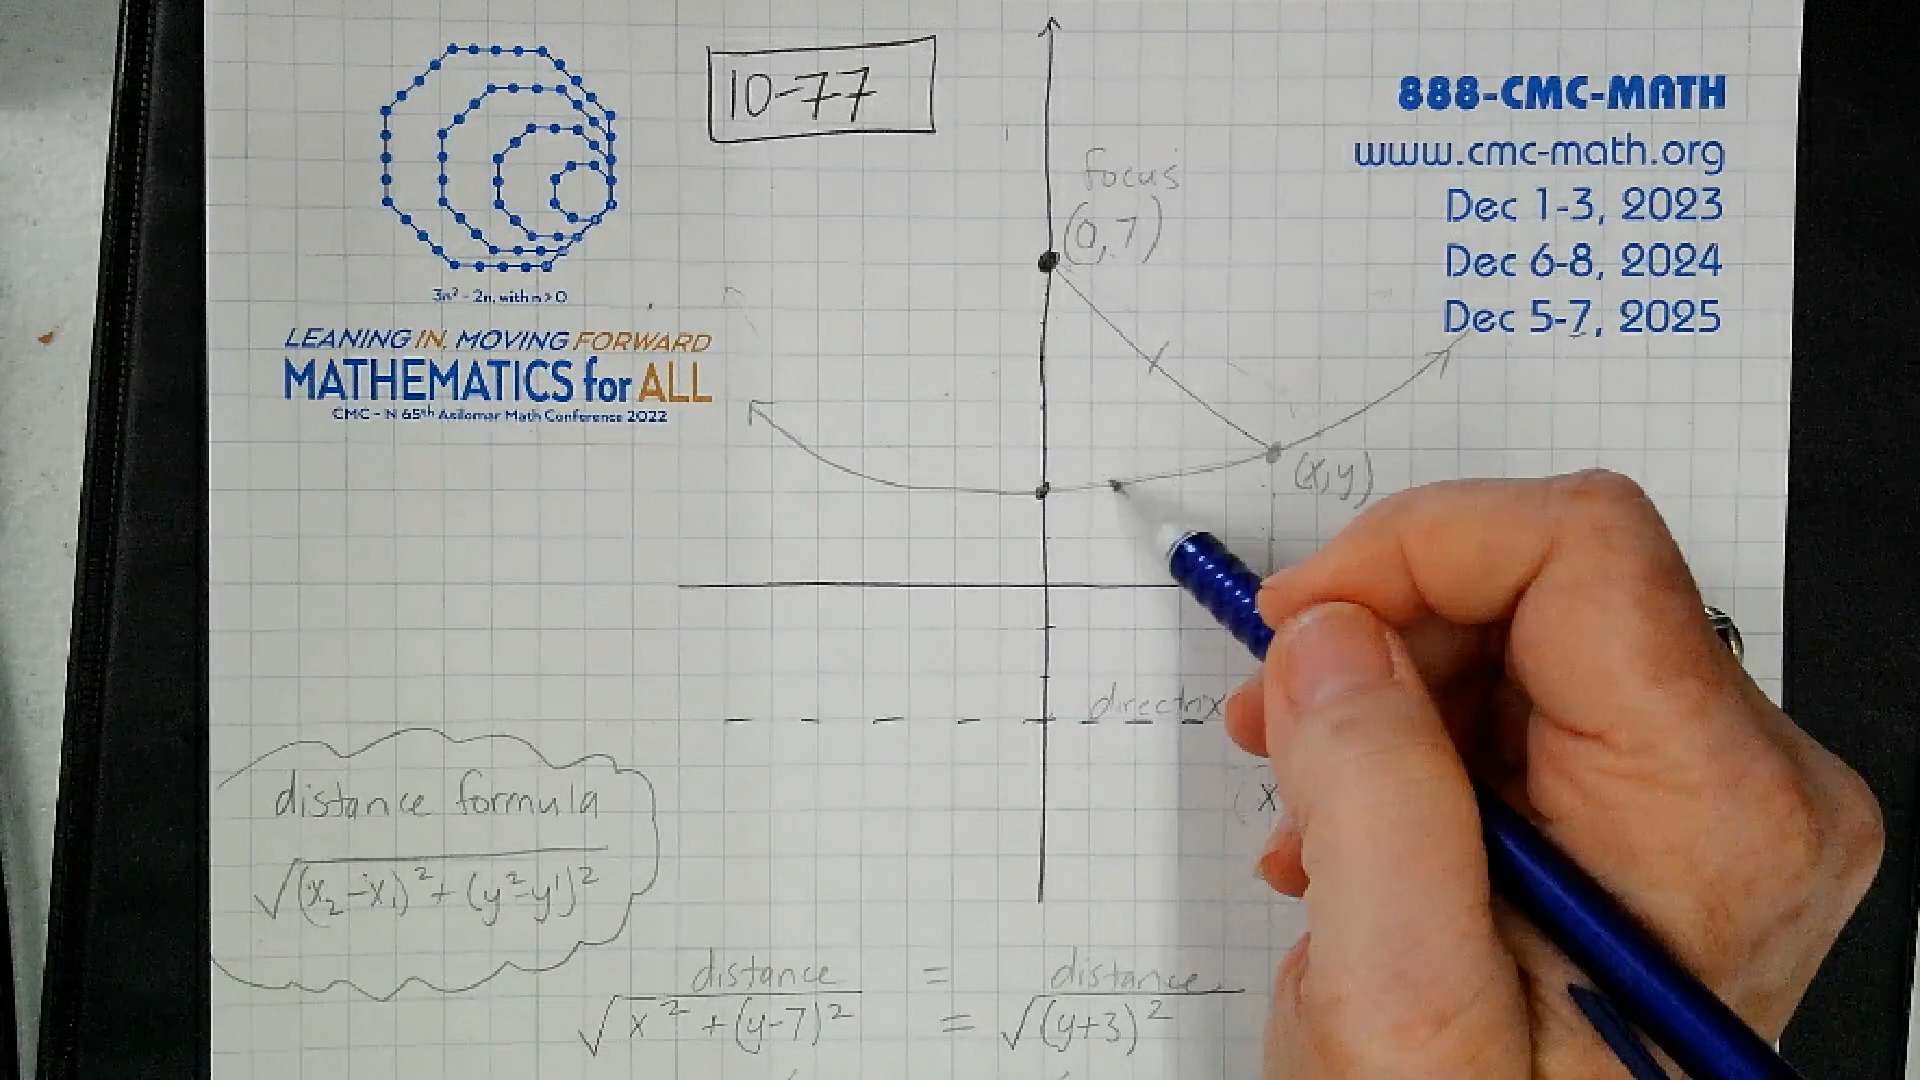 10-77
888-CMC-MATH
www.cmc-math.org
Dec 1-3, 2023
Dec 6-8, 2024
Dec 5-7, 2025
3n² - 2n, with n > 0
LEANING IN, MOVING FORWARD
MATHEMATICS for ALL
CMC - N 65th Asilomar Math Conference 2022
focus
(0,7)
(x,y)
directrix
(x
distance formula
√(x₂-x₁)²+(y²-y¹)²
distance = distance
√x²+(y-7)² = √(y+3)²